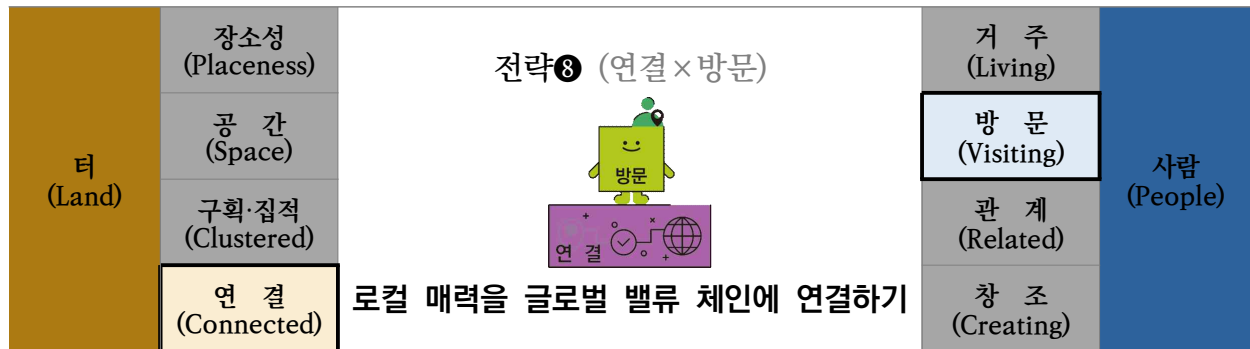 터
(Land)
장소성
(Placeness)
공 간
(Space)
구획·집적
(Clustered)
연 결
(Connected)
전략❽ (연결×방문)
방문
연 결
로컬 매력을 글로벌 밸류 체인에 연결하기
거 주
(Living)
방 문
(Visiting)
관 계
(Related)
창 조
(Creating)
사람
(People)